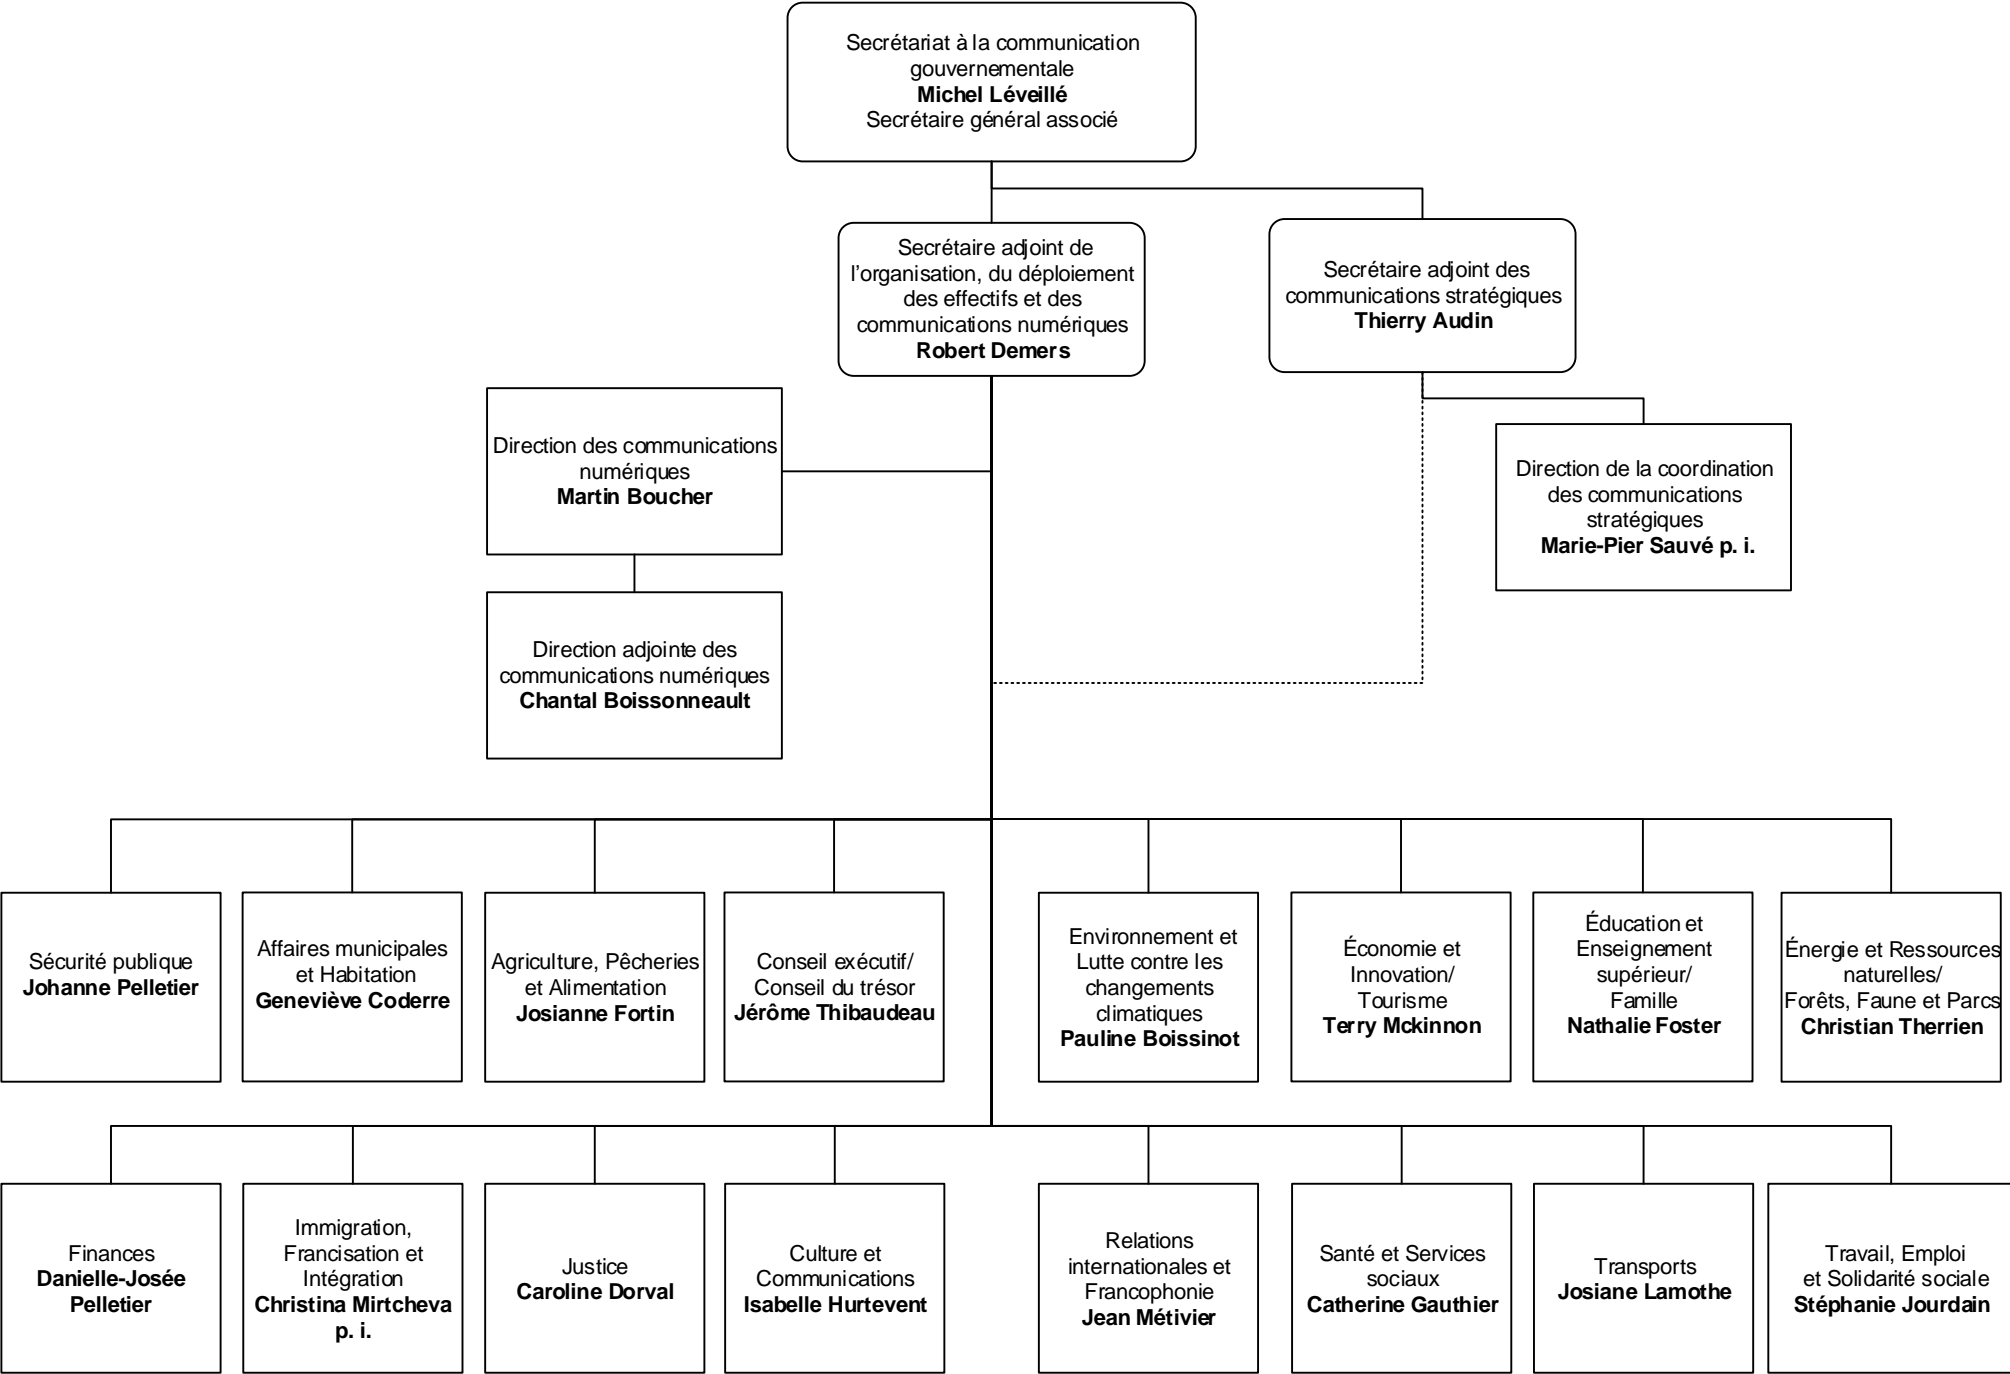 Secrétariat à la communication
gouvernementale
Michel Léveillé
Secrétaire général associé
Secrétaire adjoint de
l’organisation, du déploiement
des effectifs et des
communications numériques
Robert Demers
Secrétaire adjoint des
communications stratégiques
Thierry Audin
Direction des communications
numériques
Martin Boucher
Direction de la coordination
des communications
stratégiques
Marie-Pier Sauvé p. i.
Direction adjointe des
communications numériques
Chantal Boissonneault
Sécurité publique
Johanne Pelletier
Affaires municipales
et Habitation
Geneviève Coderre
Agriculture, Pêcheries
et Alimentation
Josianne Fortin
Conseil exécutif/
Conseil du trésor
Jérôme Thibaudeau
Environnement et
Lutte contre les
changements
climatiques
Pauline Boissinot
Économie et
Innovation/
Tourisme
Terry Mckinnon
Éducation et
Enseignement
supérieur/
Famille
Nathalie Foster
Énergie et Ressources
naturelles/
Forêts, Faune et Parcs
Christian Therrien
Finances
Danielle-Josée
Pelletier
Immigration,
Francisation et
Intégration
Christina Mirtcheva
p. i.
Justice
Caroline Dorval
Culture et
Communications
Isabelle Hurtevent
Relations
internationales et
Francophonie
Jean Métivier
Santé et Services
sociaux
Catherine Gauthier
Transports
Josiane Lamothe
Travail, Emploi
et Solidarité sociale
Stéphanie Jourdain